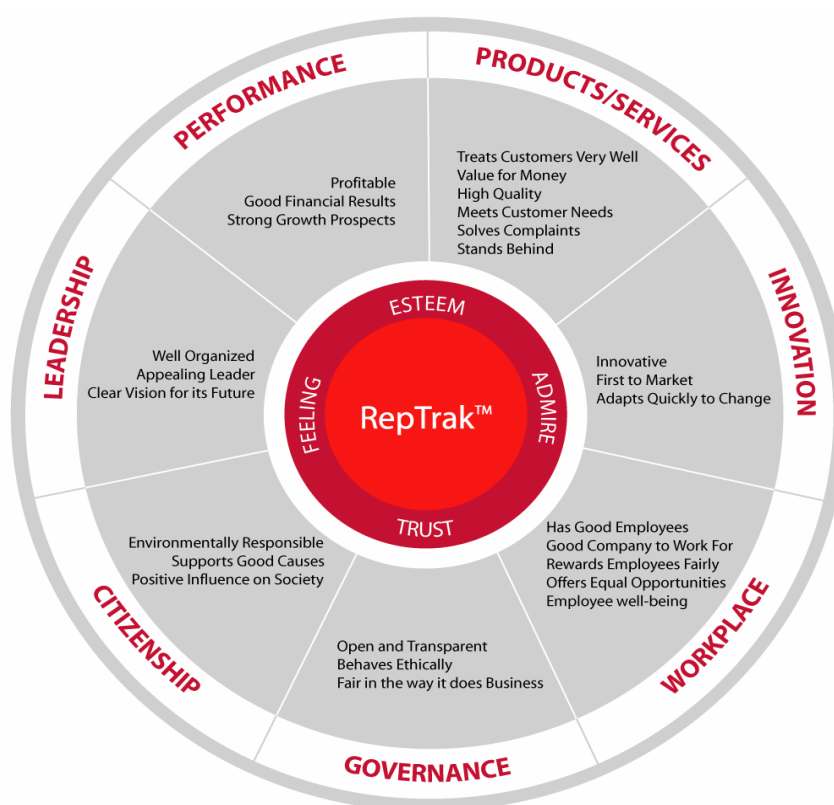 PERFORMANCE
Profitable
Good Financial Results
Strong Growth Prospects
PRODUCTS/SERVICES
Treats Customers Very Well
Value for Money
High Quality
Meets Customer Needs
Solves Complaints
Stands Behind
INNOVATION
Innovative
First to Market
Adapts Quickly to Change
WORKPLACE
Has Good Employees
Good Company to Work For
Rewards Employees Fairly
Offers Equal Opportunities
Employee well-being
GOVERNANCE
Open and Transparent
Behaves Ethically
Fair in the way it does Business
CITIZENSHIP
Environmentally Responsible
Supports Good Causes
Positive Influence on Society
LEADERSHIP
Well Organized
Appealing Leader
Clear Vision for its Future
ESTEEM
ADMIRE
TRUST
FEELING
RepTrak™